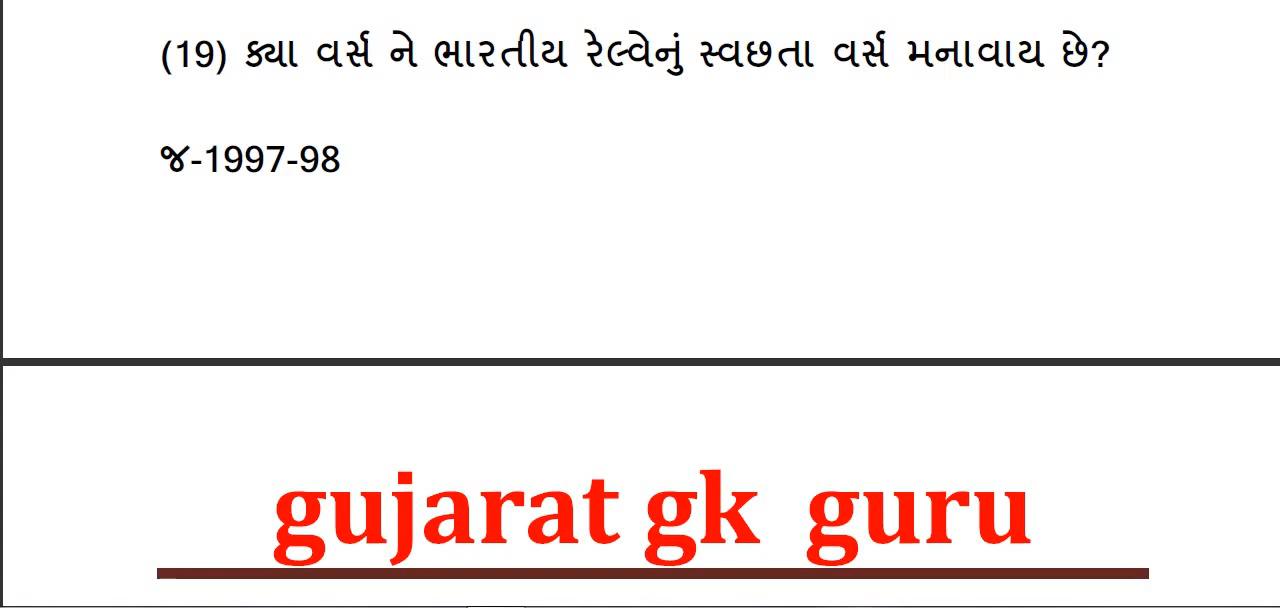 (19) ક્યા વર્સ ને ભારતીય રેલ્વેનું સ્વછતા વર્સ મનાવાય છે?
જ-1997-98
gujarat gk guru